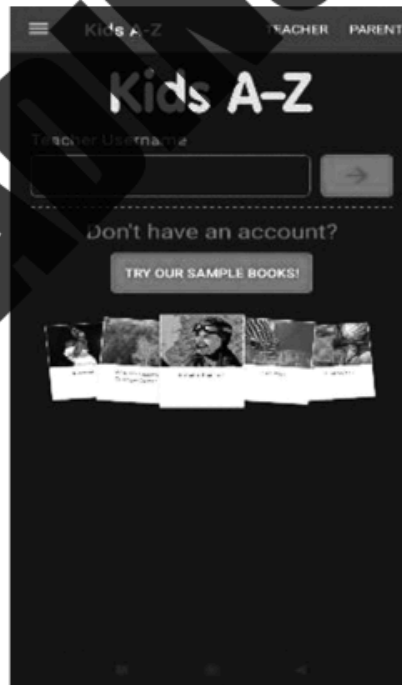 Kids A-Z TEACHER PARENT
Kids A-Z
Teacher Username
Don't have an account?
TRY OUR SAMPLE BOOKS!